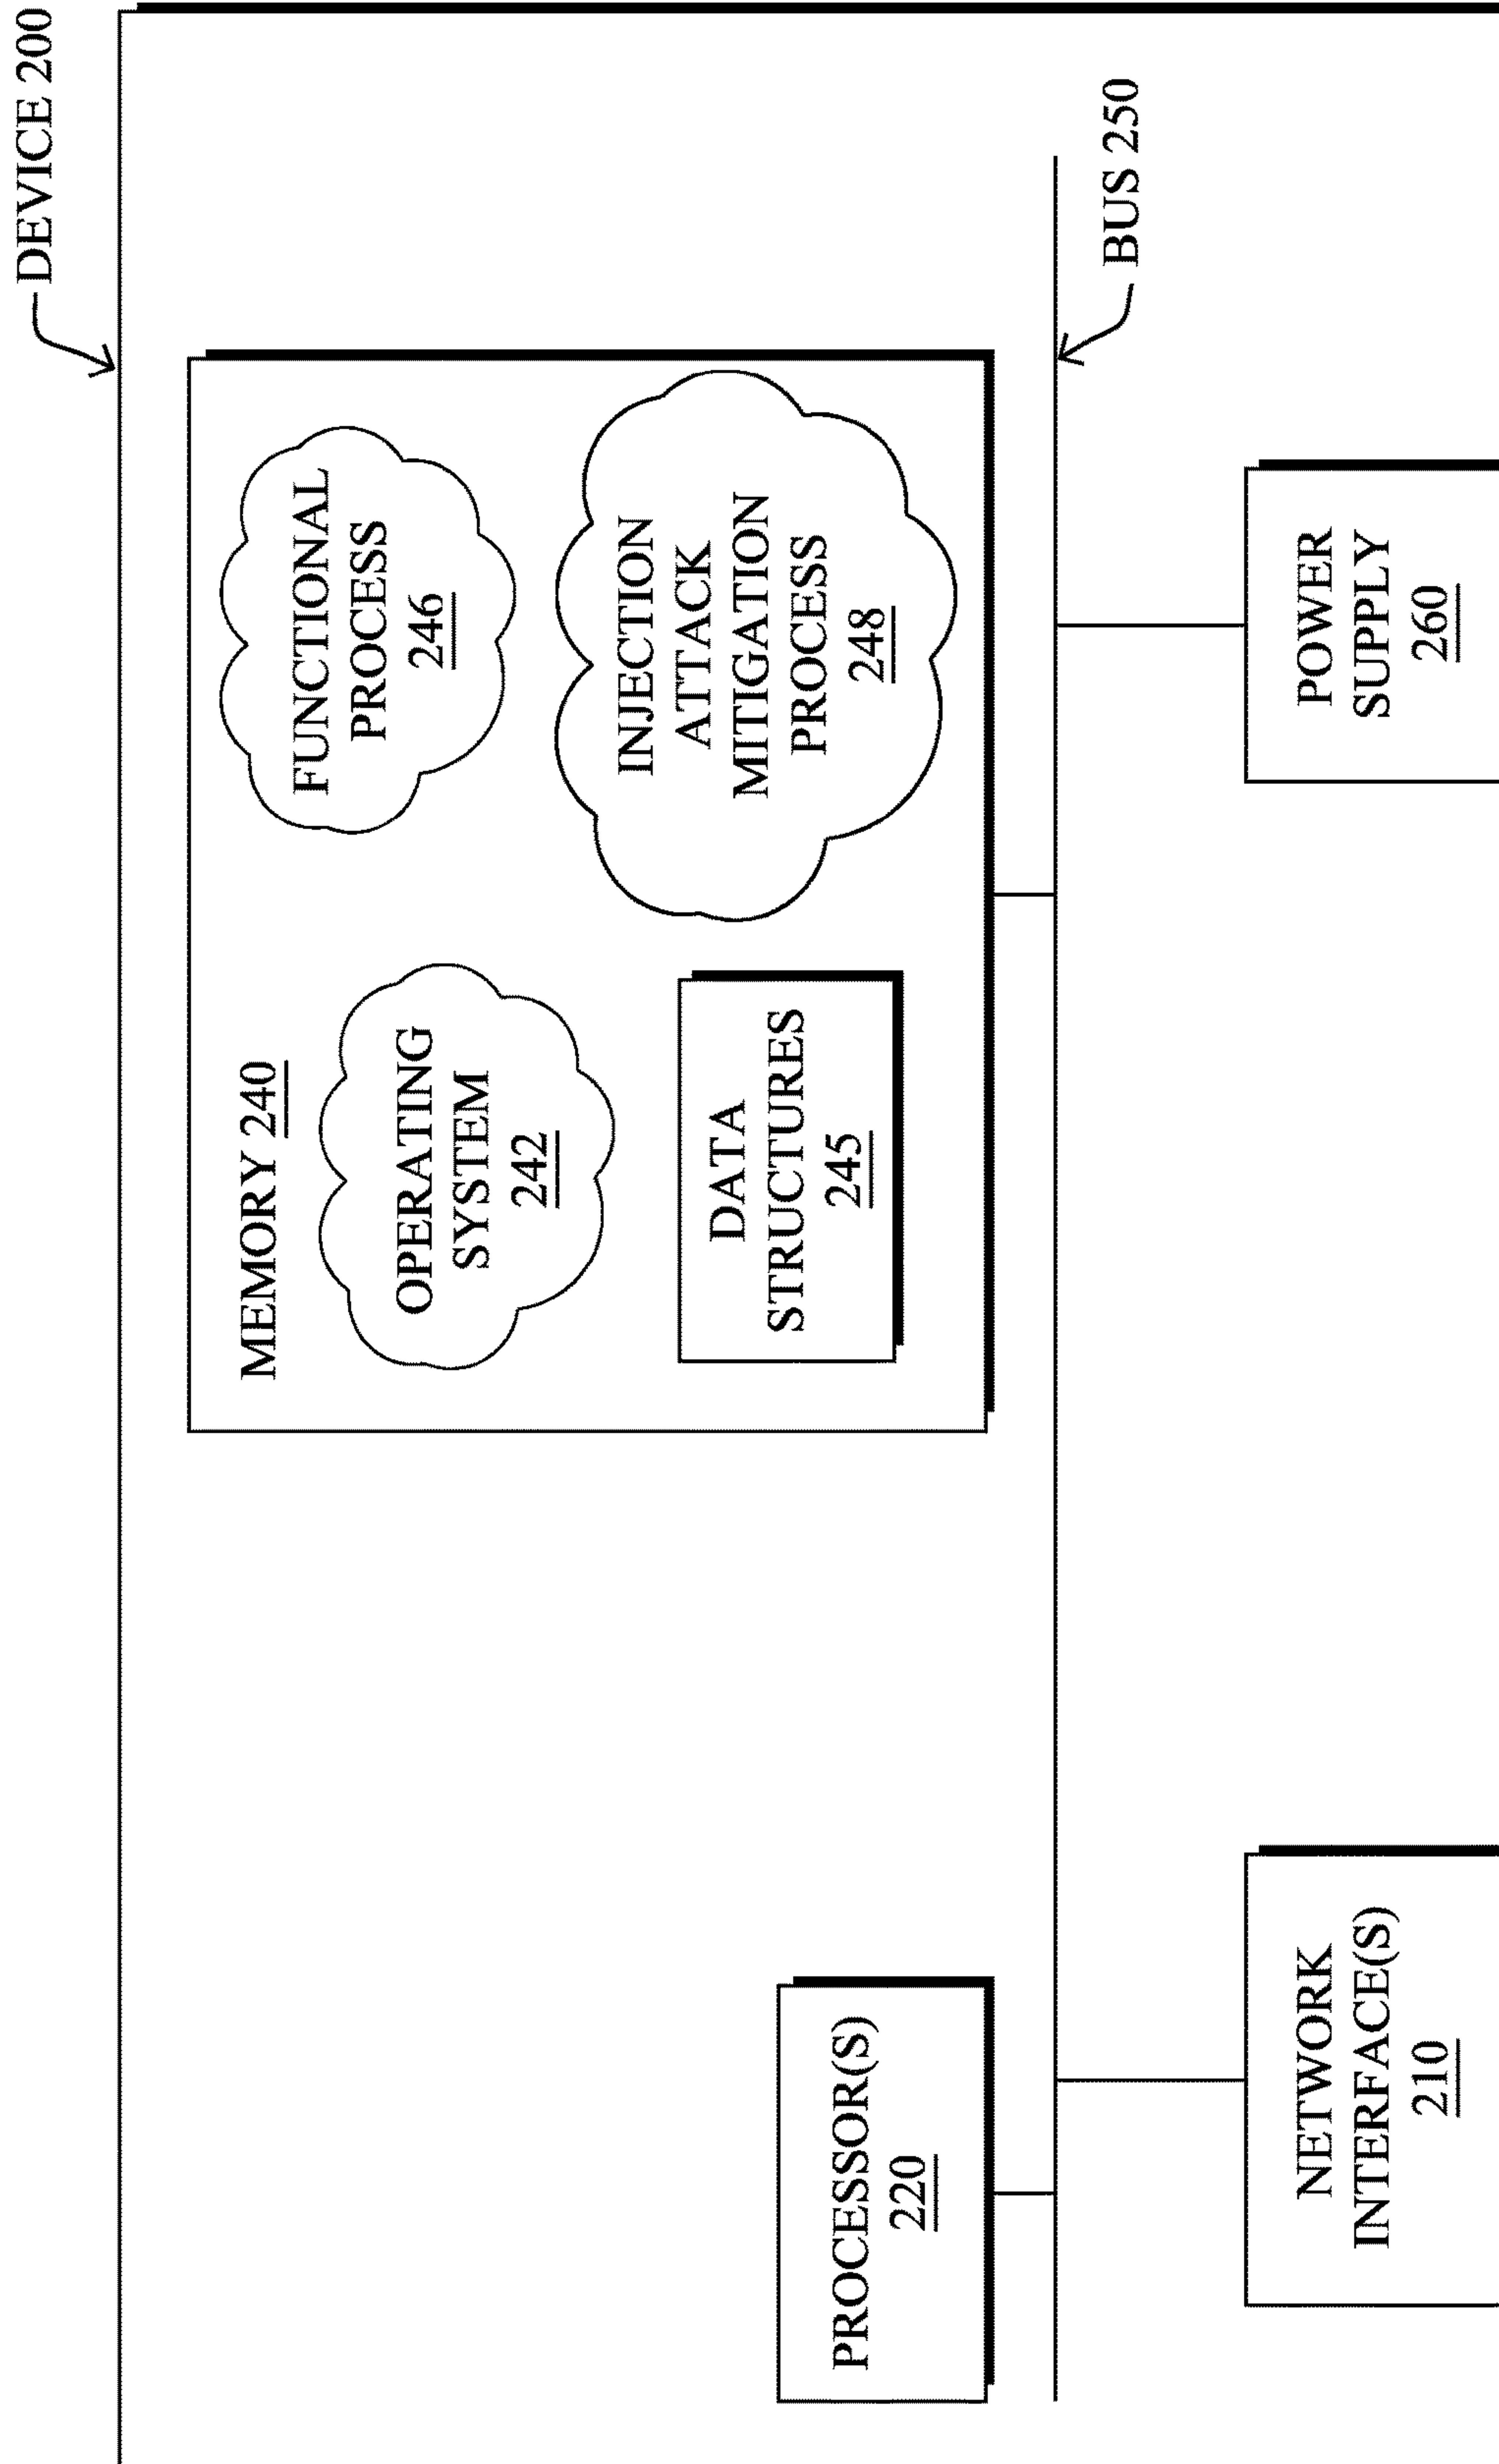 DEVICE 200
MEMORY 240
FUNCTIONAL
PROCESS
246
OPERATING
SYSTEM
242
INJECTION
ATTACK
MITIGATION
PROCESS
248
DATA
STRUCTURES
245
PROCESSOR(S)
220
BUS 250
NETWORK
INTERFACE(S)
210
POWER
SUPPLY
260